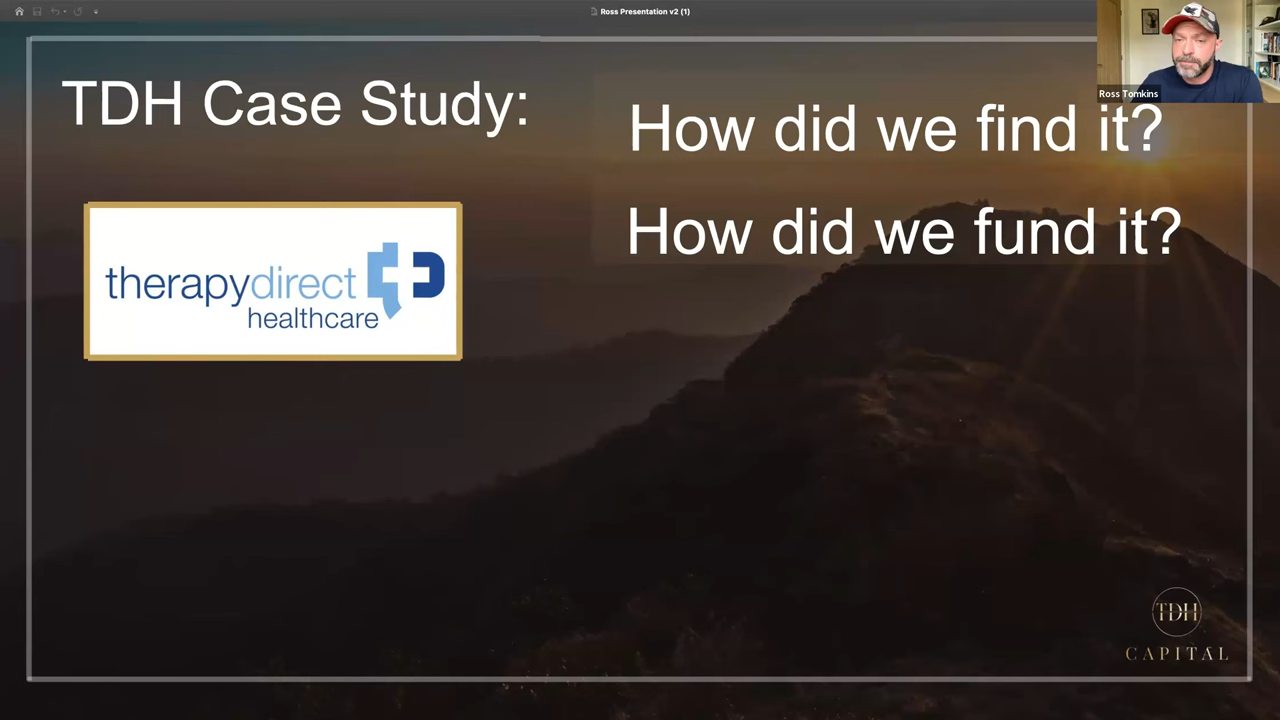 Ross Presentation v2 (1)
Ross Tomkins
TDH Case Study:
How did we find it?
How did we fund it?
therapydirect
healthcare
TDH
CAPITAL